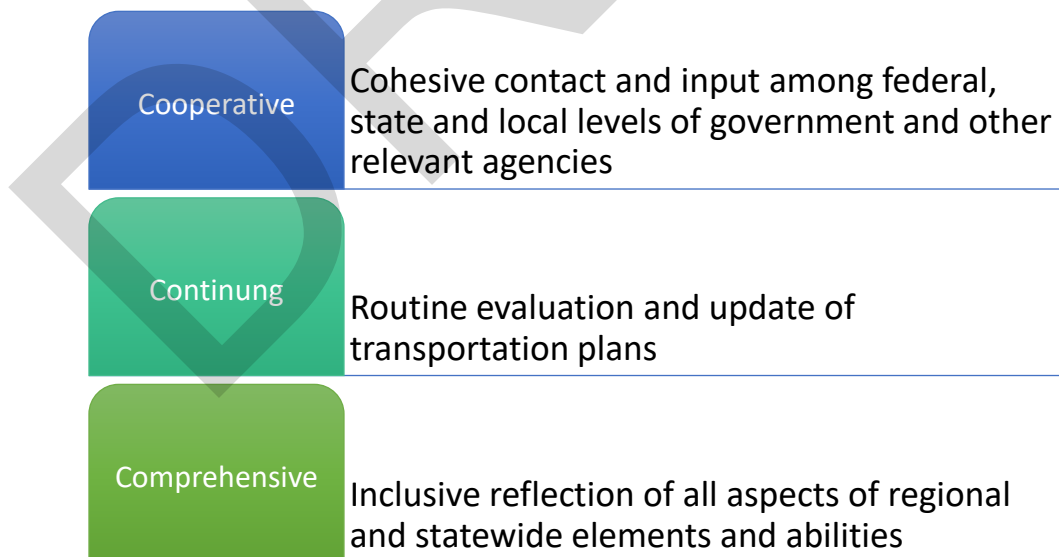 Cooperative
Cohesive contact and input among federal,
state and local levels of government and other
relevant agencies
Continung
Routine evaluation and update of
transportation plans
Comprehensive
Inclusive reflection of all aspects of regional
and statewide elements and abilities